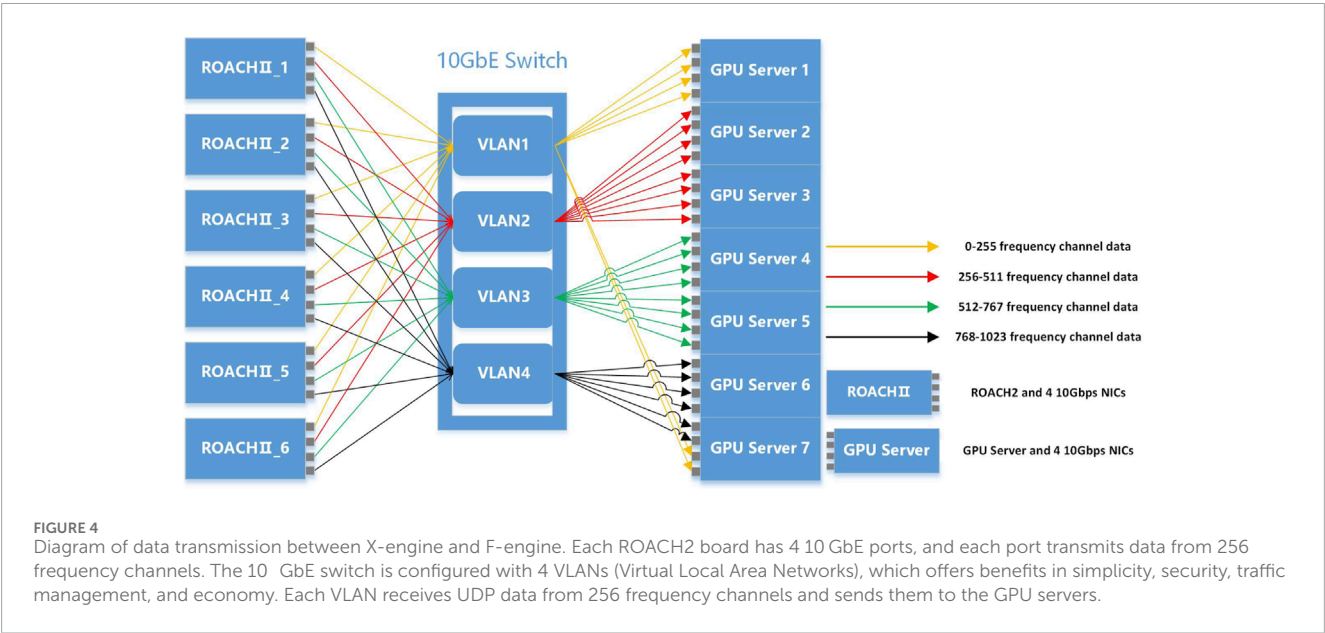 ROACHII_1
ROACHII_2
ROACHII_3
ROACHII_4
ROACHII_5
ROACHII_6
10GbE Switch
VLAN1
VLAN2
VLAN3
VLAN4
GPU Server 1
GPU Server 2
GPU Server 3
GPU Server 4
GPU Server 5
GPU Server 6
GPU Server 7
0-255 frequency channel data
256-511 frequency channel data
512-767 frequency channel data
768-1023 frequency channel data
ROACHII
ROACH2 and 4 10Gbps NICs
GPU Server
GPU Server and 4 10Gbps NICs
FIGURE 4
Diagram of data transmission between X-engine and F-engine. Each ROACH2 board has 4 10 GbE ports, and each port transmits data from 256
frequency channels. The 10 GbE switch is configured with 4 VLANs (Virtual Local Area Networks), which offers benefits in simplicity, security, traffic
management, and economy. Each VLAN receives UDP data from 256 frequency channels and sends them to the GPU servers.